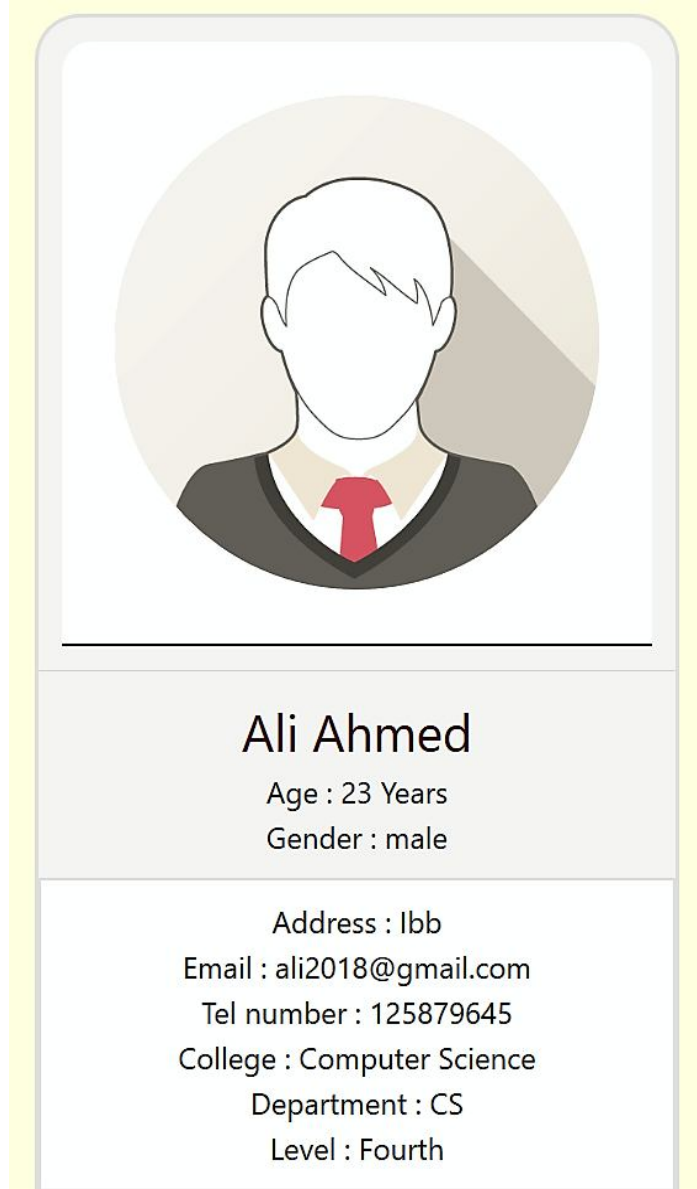 Ali Ahmed
Age : 23 Years
Gender : male
Address : Ibb
Email : ali2018@gmail.com
Tel number : 125879645
College : Computer Science
Department : CS
Level : Fourth